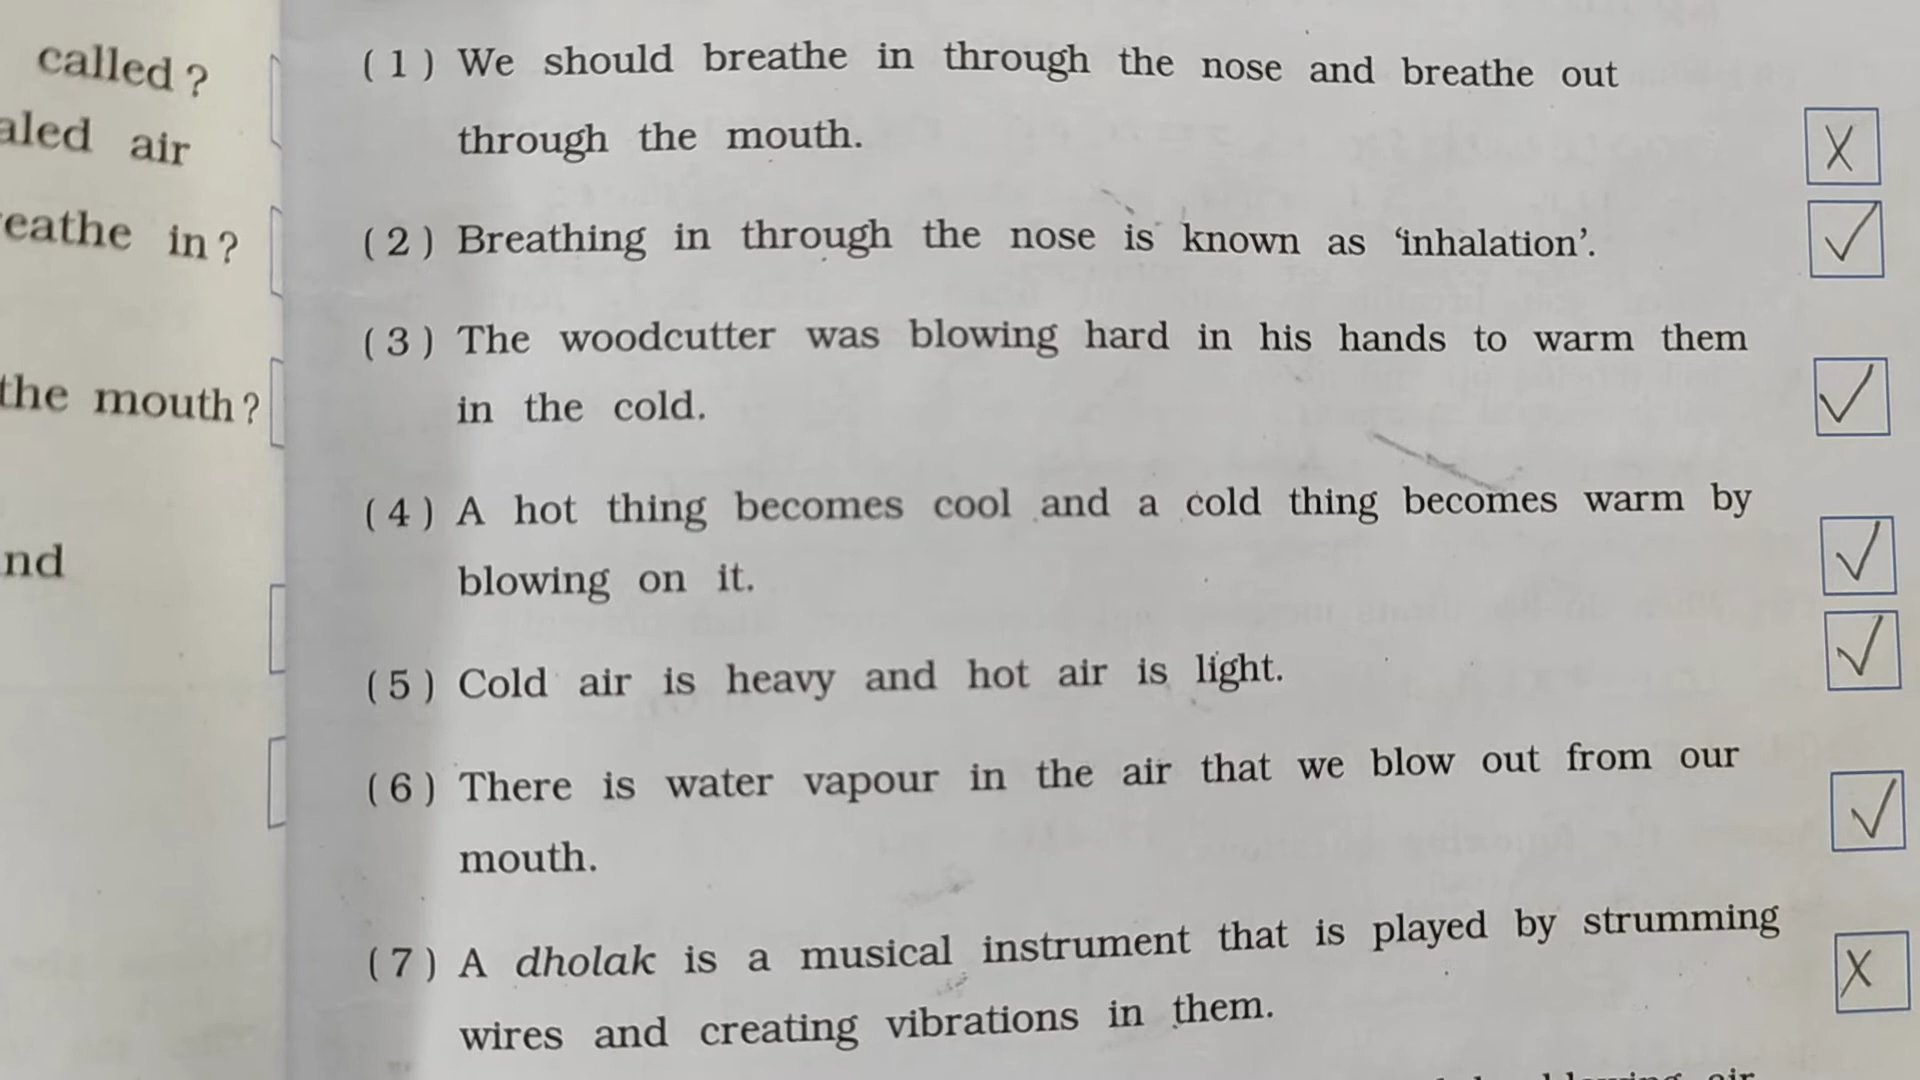 called?
aled air
eathe in?
the mouth?
nd
(1) We should breathe in through the nose and breathe out
through the mouth.
X
(2) Breathing in through the nose is known as ‘inhalation’.
✓
(3) The woodcutter was blowing hard in his hands to warm them
in the cold.
✓
(4) A hot thing becomes cool and a cold thing becomes warm by
blowing on it.
✓
(5) Cold air is heavy and hot air is light.
✓
(6) There is water vapour in the air that we blow out from our
mouth.
✓
(7) A dholak is a musical instrument that is played by strumming
wires and creating vibrations in them.
X